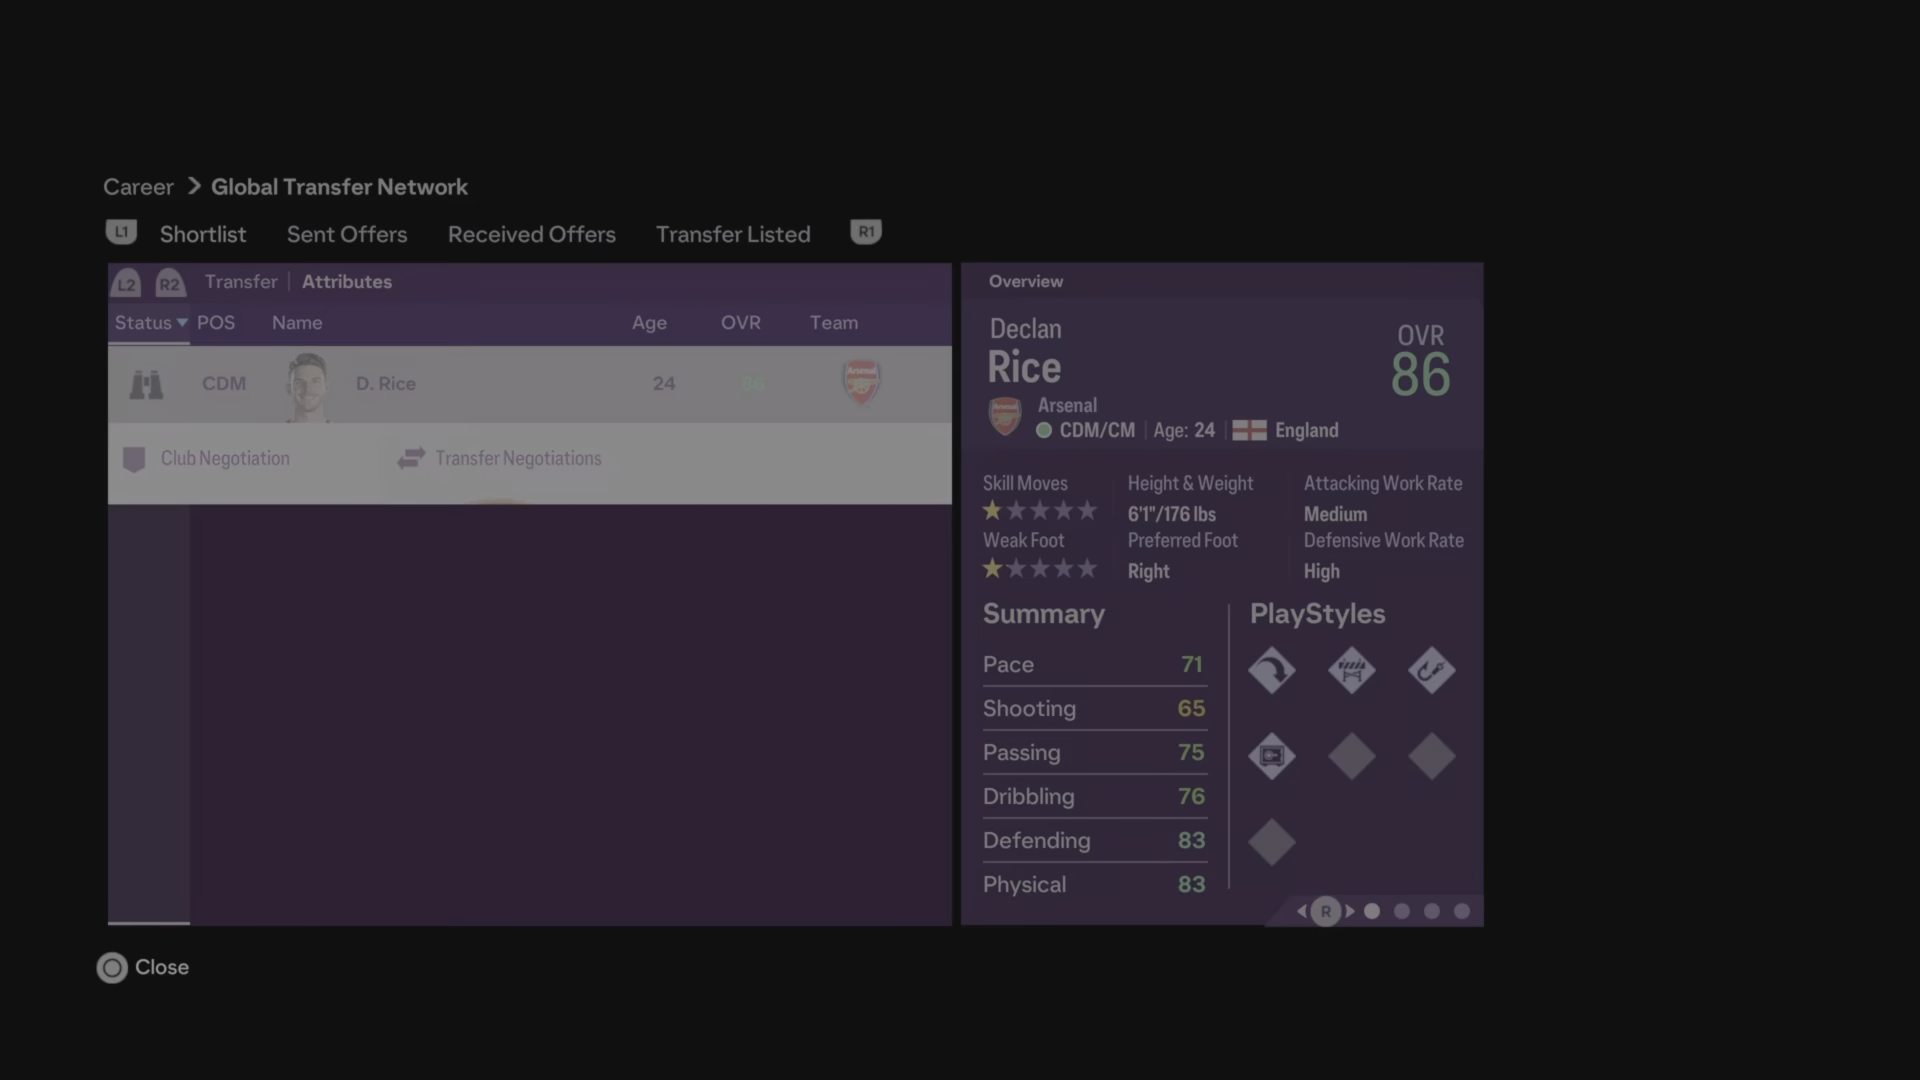 Career > Global Transfer Network
L1 Shortlist Sent Offers Received Offers Transfer Listed R1
L2 R2 Transfer | Attributes
Status POS Name Age OVR Team
CDM D. Rice 24 86 Arsenal
Club Negotiation Transfer Negotiations
Overview
Declan
Rice
OVR
86
Arsenal
Arsenal
CDM/CM | Age: 24 | England
Skill Moves Height & Weight Attacking Work Rate
6'1"/176 lbs Medium
Weak Foot Preferred Foot Defensive Work Rate
Right High
Summary
Pace 71
Shooting 65
Passing 75
Dribbling 76
Defending 83
Physical 83
PlayStyles
R
Close